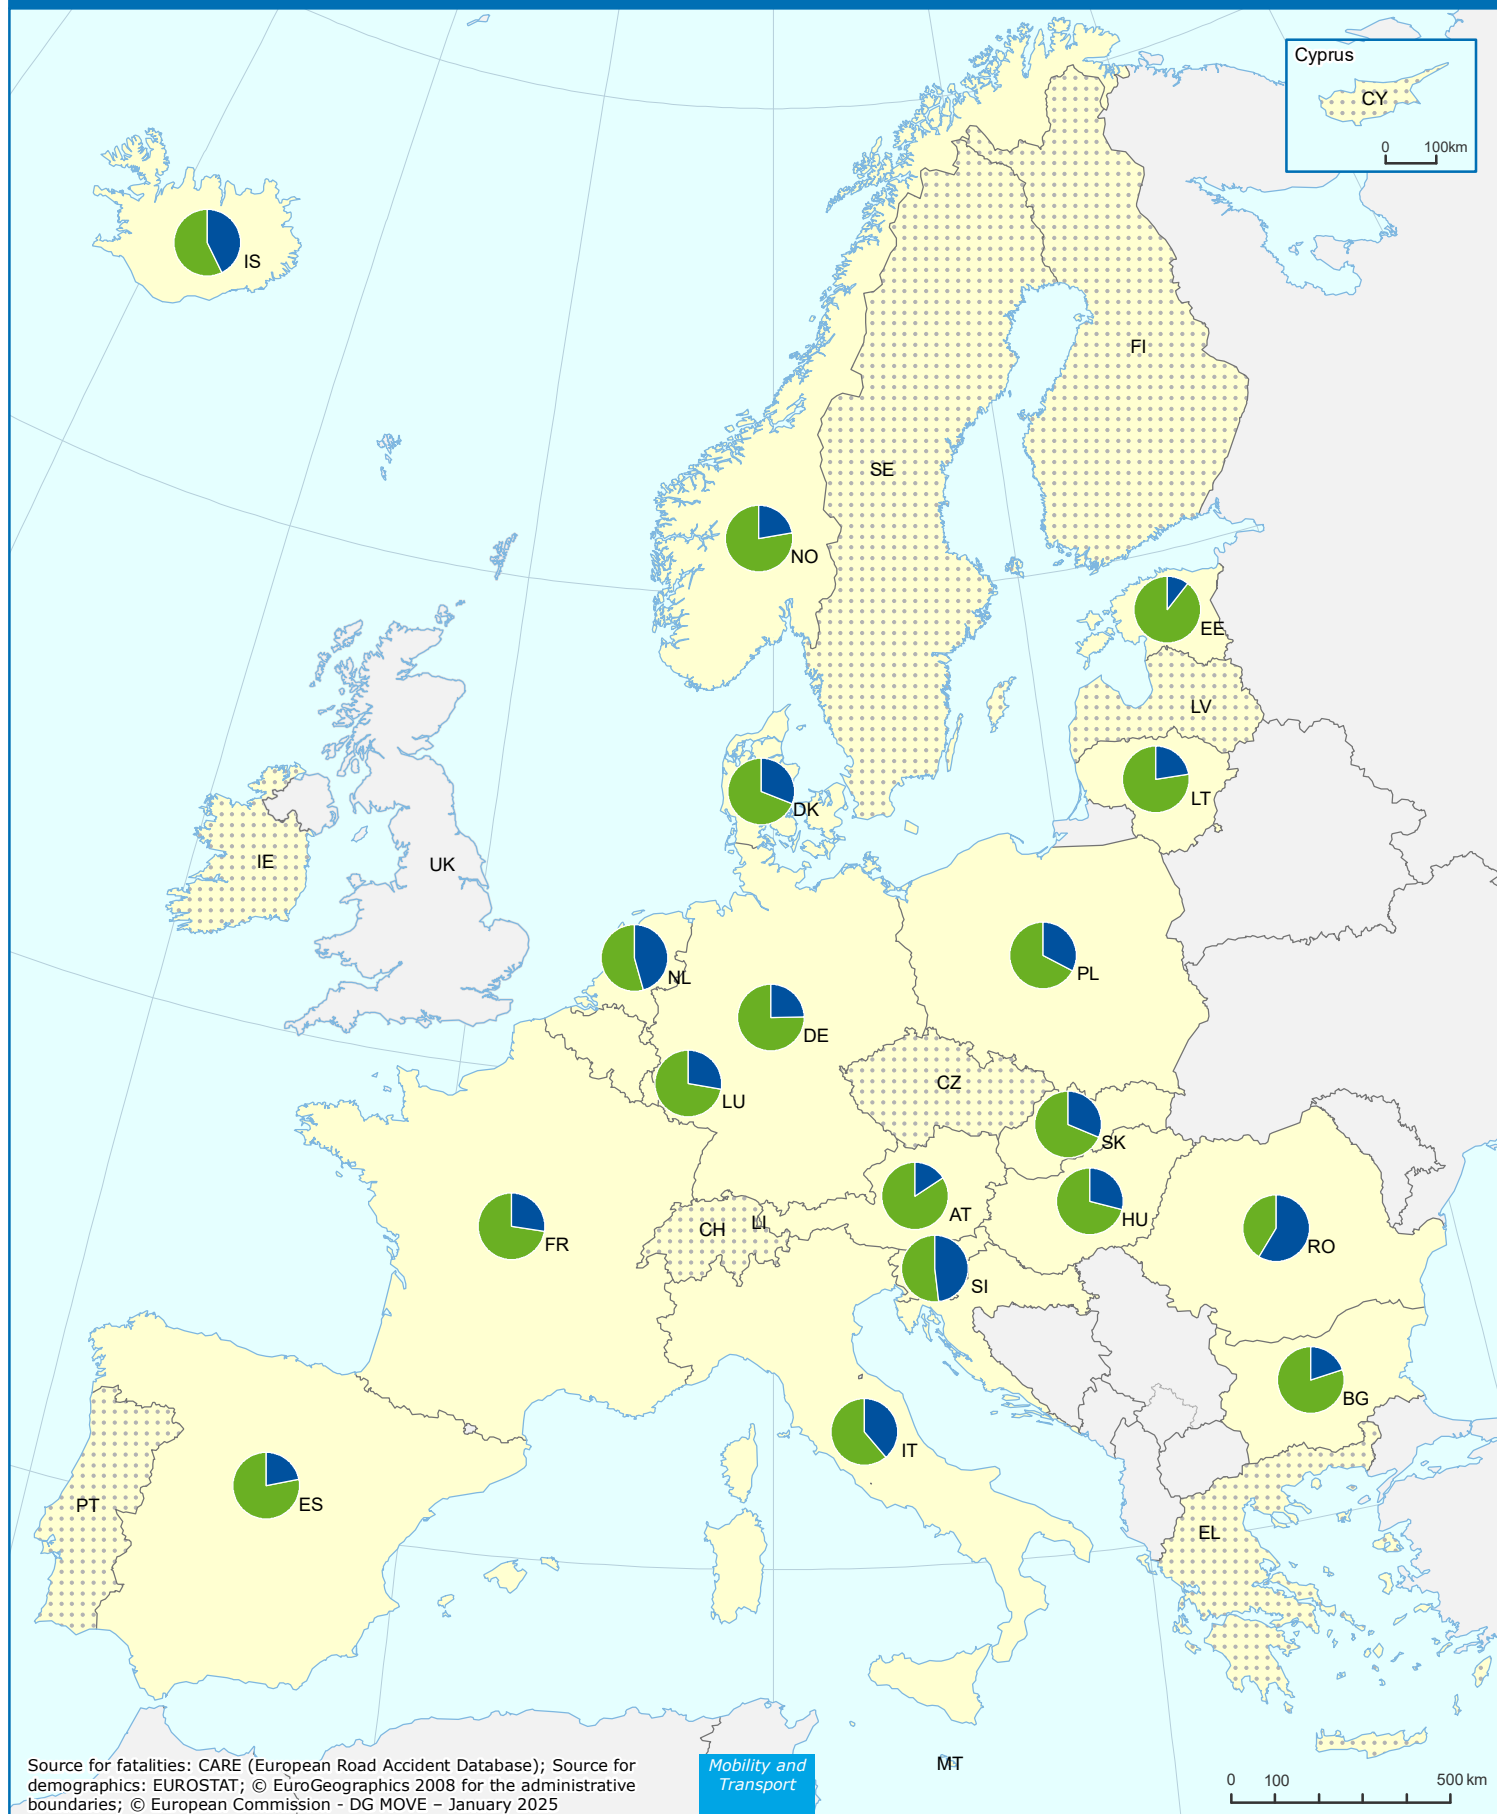 Cyprus
CY
0 100km
IS
FI
SE
NO
EE
LV
LT
DK
IE
UK
NL
PL
DE
CZ
LU
SK
AT
HU
CH
LI
FR
RO
SI
BG
IT
ES
PT
EL
MT
Source for fatalities: CARE (European Road Accident Database); Source for
demographics: EUROSTAT; © EuroGeographics 2008 for the administrative
boundaries; © European Commission - DG MOVE – January 2025
Mobility and
Transport
0 100 500 km